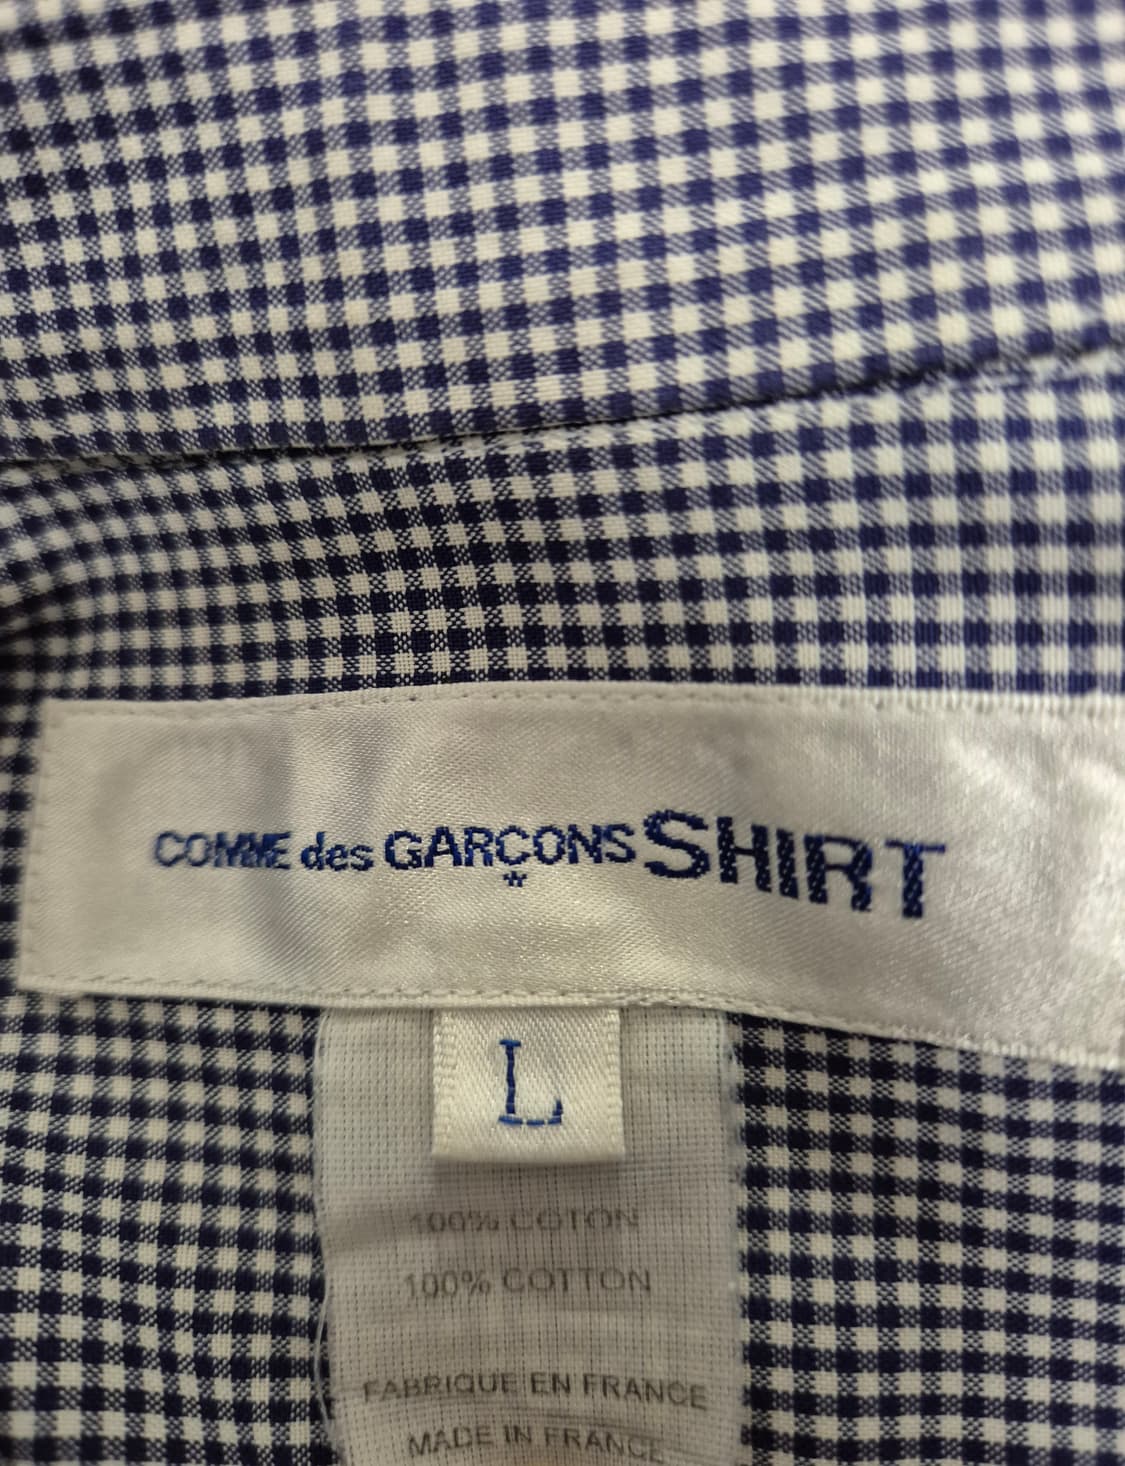 COMME des GARÇONS SHIRT
L
100% COTON
100% COTTON
FABRIQUE EN FRANCE
MADE IN FRANCE